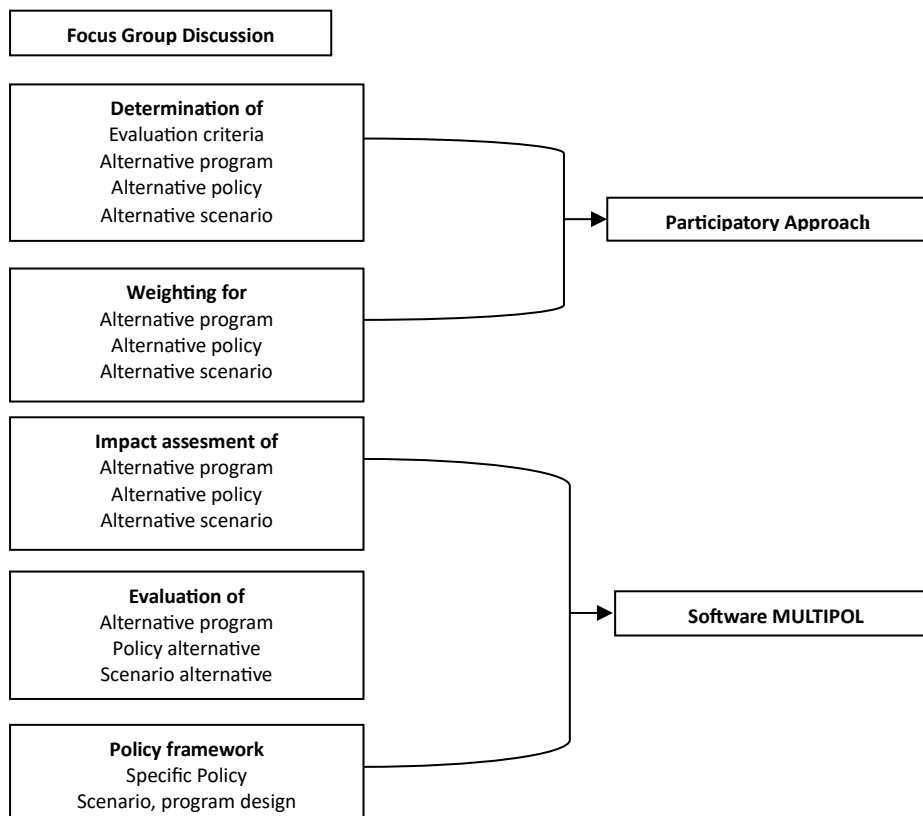 Focus Group Discussion
Determination of
Evaluation criteria
Alternative program
Alternative policy
Alternative scenario
Participatory Approach
Weighting for
Alternative program
Alternative policy
Alternative scenario
Impact assesment of
Alternative program
Alternative policy
Alternative scenario
Evaluation of
Alternative program
Policy alternative
Scenario alternative
Software MULTIPOL
Policy framework
Specific Policy
Scenario, program design